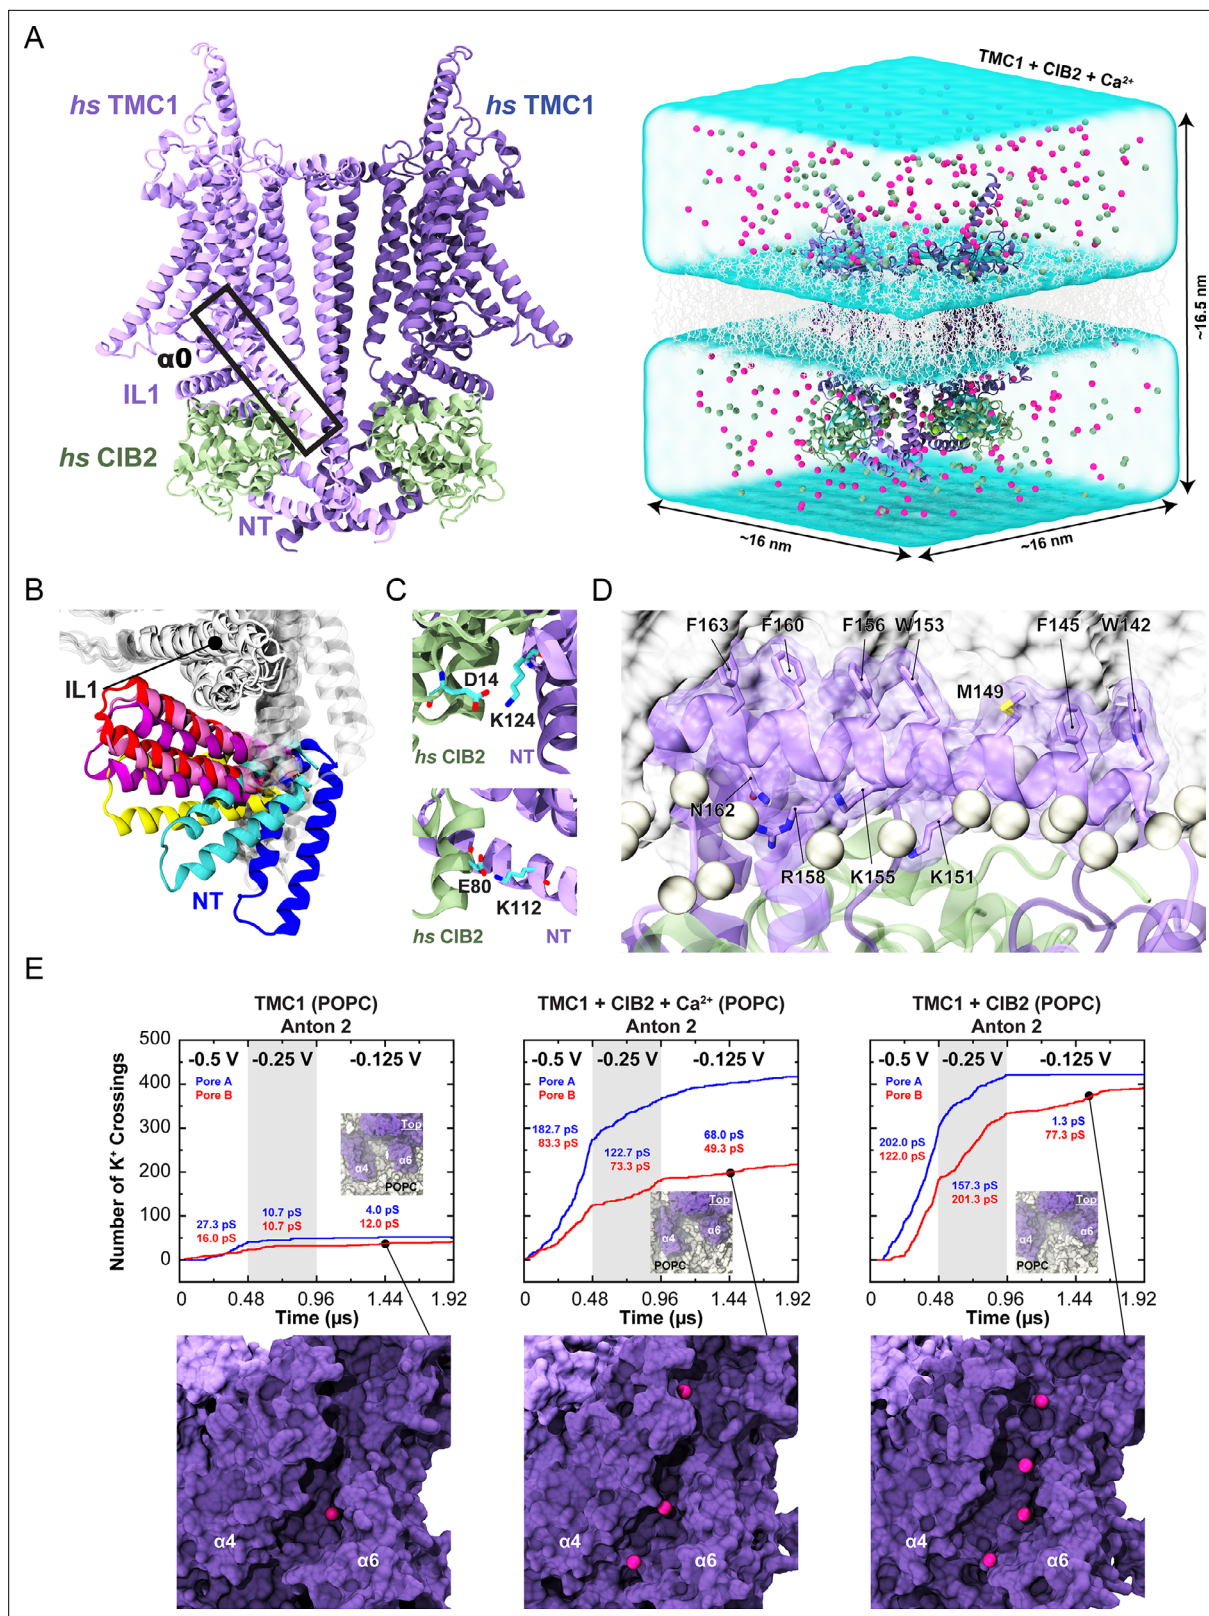 A
hs TMC1
hs TMC1
α0
IL1
hs CIB2
NT
TMC1 + CIB2 + Ca²⁺
~16.5 nm
~16 nm
~16 nm
B
IL1
NT
C
D14
K124
hs CIB2
NT
E80
K112
hs CIB2
NT
D
F163
F160
F156
W153
F145
W142
M149
N162
R158
K155
K151
E
TMC1 (POPC)
Anton 2
Number of K⁺ Crossings
500
400
300
200
100
0
-0.5 V
-0.25 V
-0.125 V
Pore A
Pore B
Top
α4
α6
POPC
27.3 pS
16.0 pS
10.7 pS
10.7 pS
4.0 pS
12.0 pS
0
0.48
0.96
1.44
1.92
Time (µs)
α4
α6
TMC1 + CIB2 + Ca²⁺ (POPC)
Anton 2
-0.5 V
-0.25 V
-0.125 V
Pore A
Pore B
182.7 pS
83.3 pS
122.7 pS
73.3 pS
68.0 pS
49.3 pS
Top
α4
α6
POPC
0
0.48
0.96
1.44
1.92
Time (µs)
α4
α6
TMC1 + CIB2 (POPC)
Anton 2
-0.5 V
-0.25 V
-0.125 V
Pore A
Pore B
202.0 pS
122.0 pS
157.3 pS
201.3 pS
1.3 pS
77.3 pS
Top
α4
α6
POPC
0
0.48
0.96
1.44
1.92
Time (µs)
α4
α6